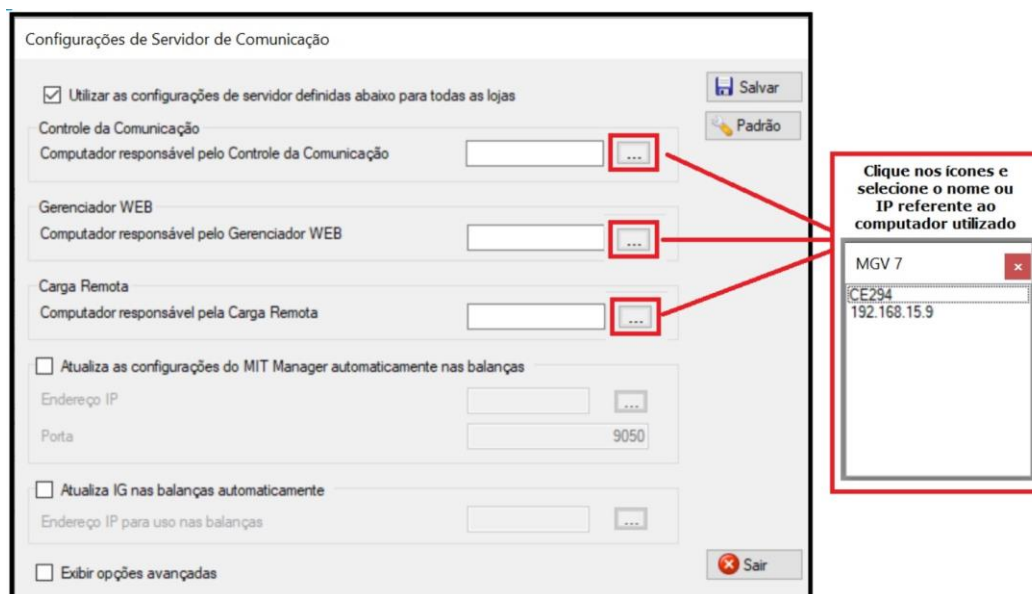 Configurações de Servidor de Comunicação
Utilizar as configurações de servidor definidas abaixo para todas as lojas
Salvar
Padrão
Controle da Comunicação
Computador responsável pelo Controle da Comunicação
...
Gerenciador WEB
Computador responsável pelo Gerenciador WEB
...
Carga Remota
Computador responsável pela Carga Remota
...
Atualiza as configurações do MIT Manager automaticamente nas balanças
Endereço IP
...
Porta
9050
Atualiza IG nas balanças automaticamente
Endereço IP para uso nas balanças
...
Exibir opções avançadas
Sair
Clique nos ícones e
selecione o nome ou
IP referente ao
computador utilizado
MGV 7
CE294
192.168.15.9